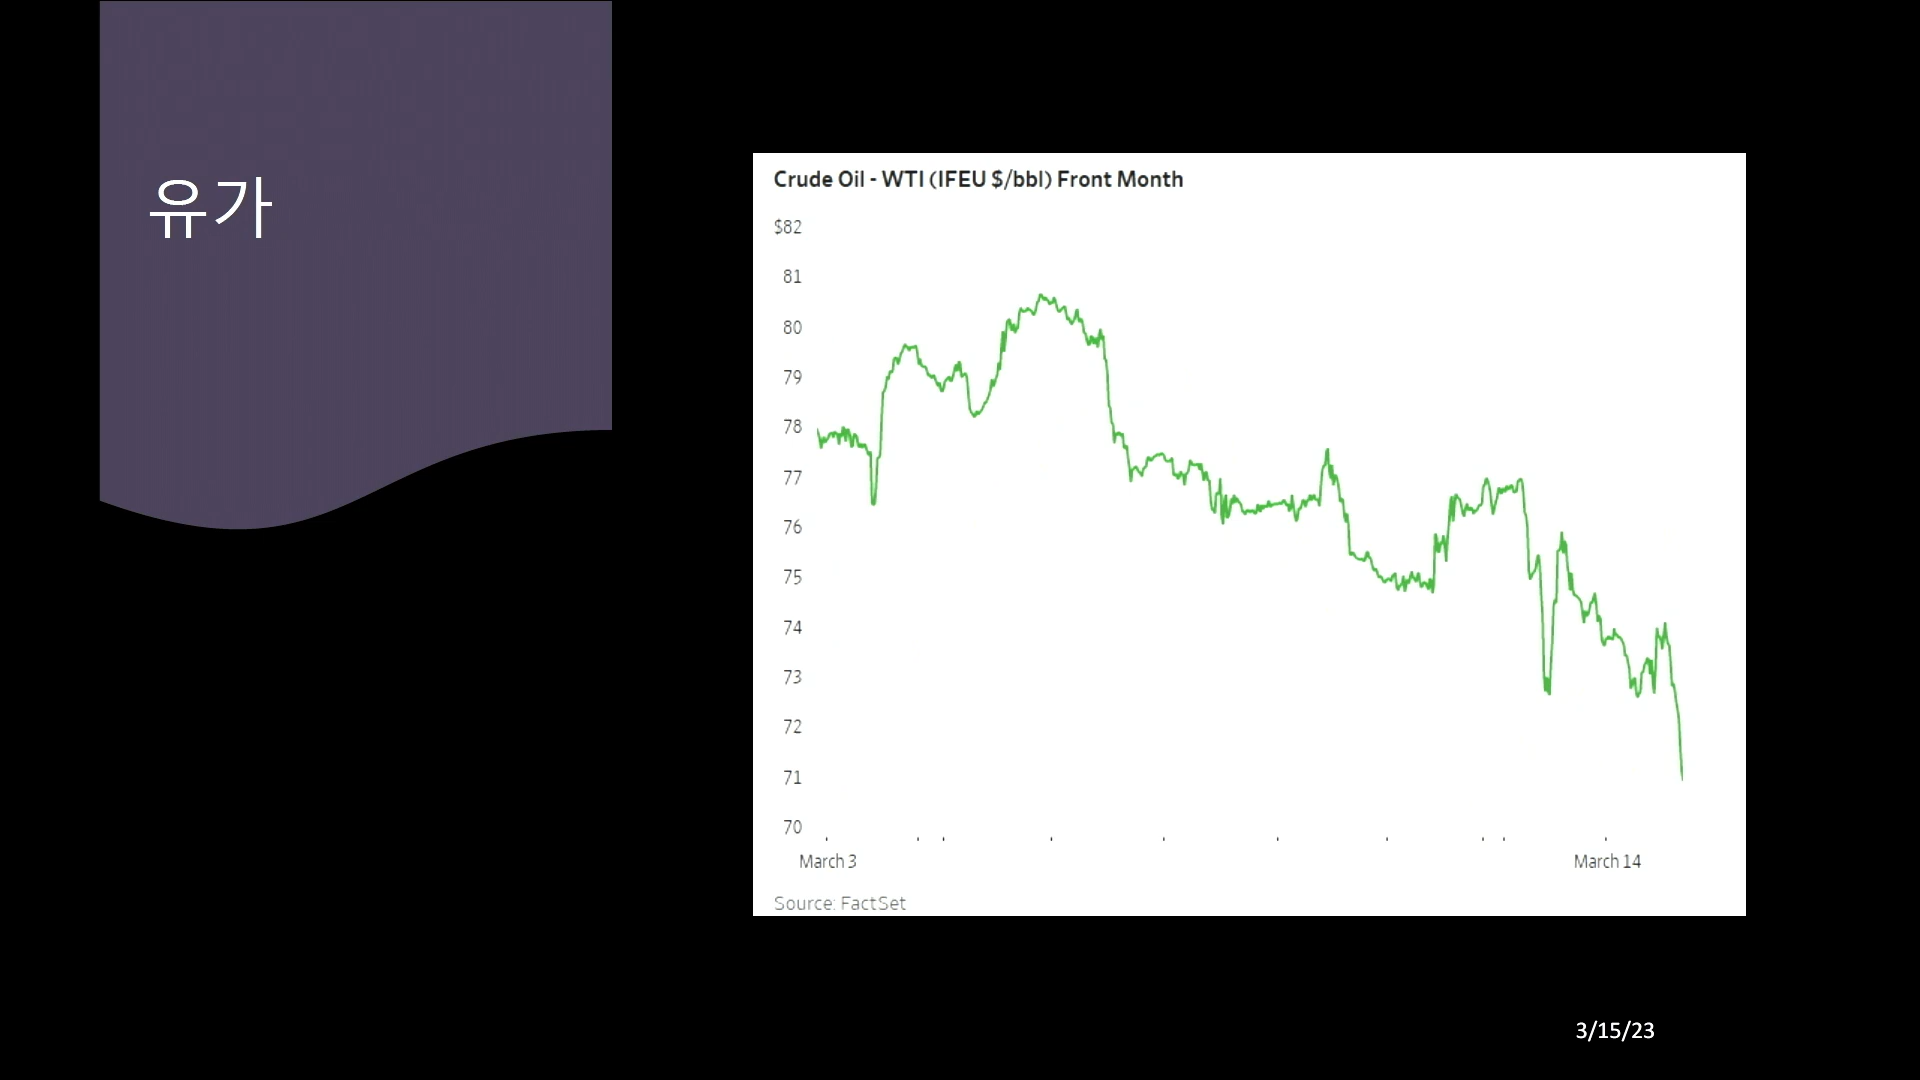 유가
Crude Oil - WTI (IFEU $/bbl) Front Month
$82
81
80
79
78
77
76
75
74
73
72
71
70
March 3
March 14
Source: FactSet
3/15/23